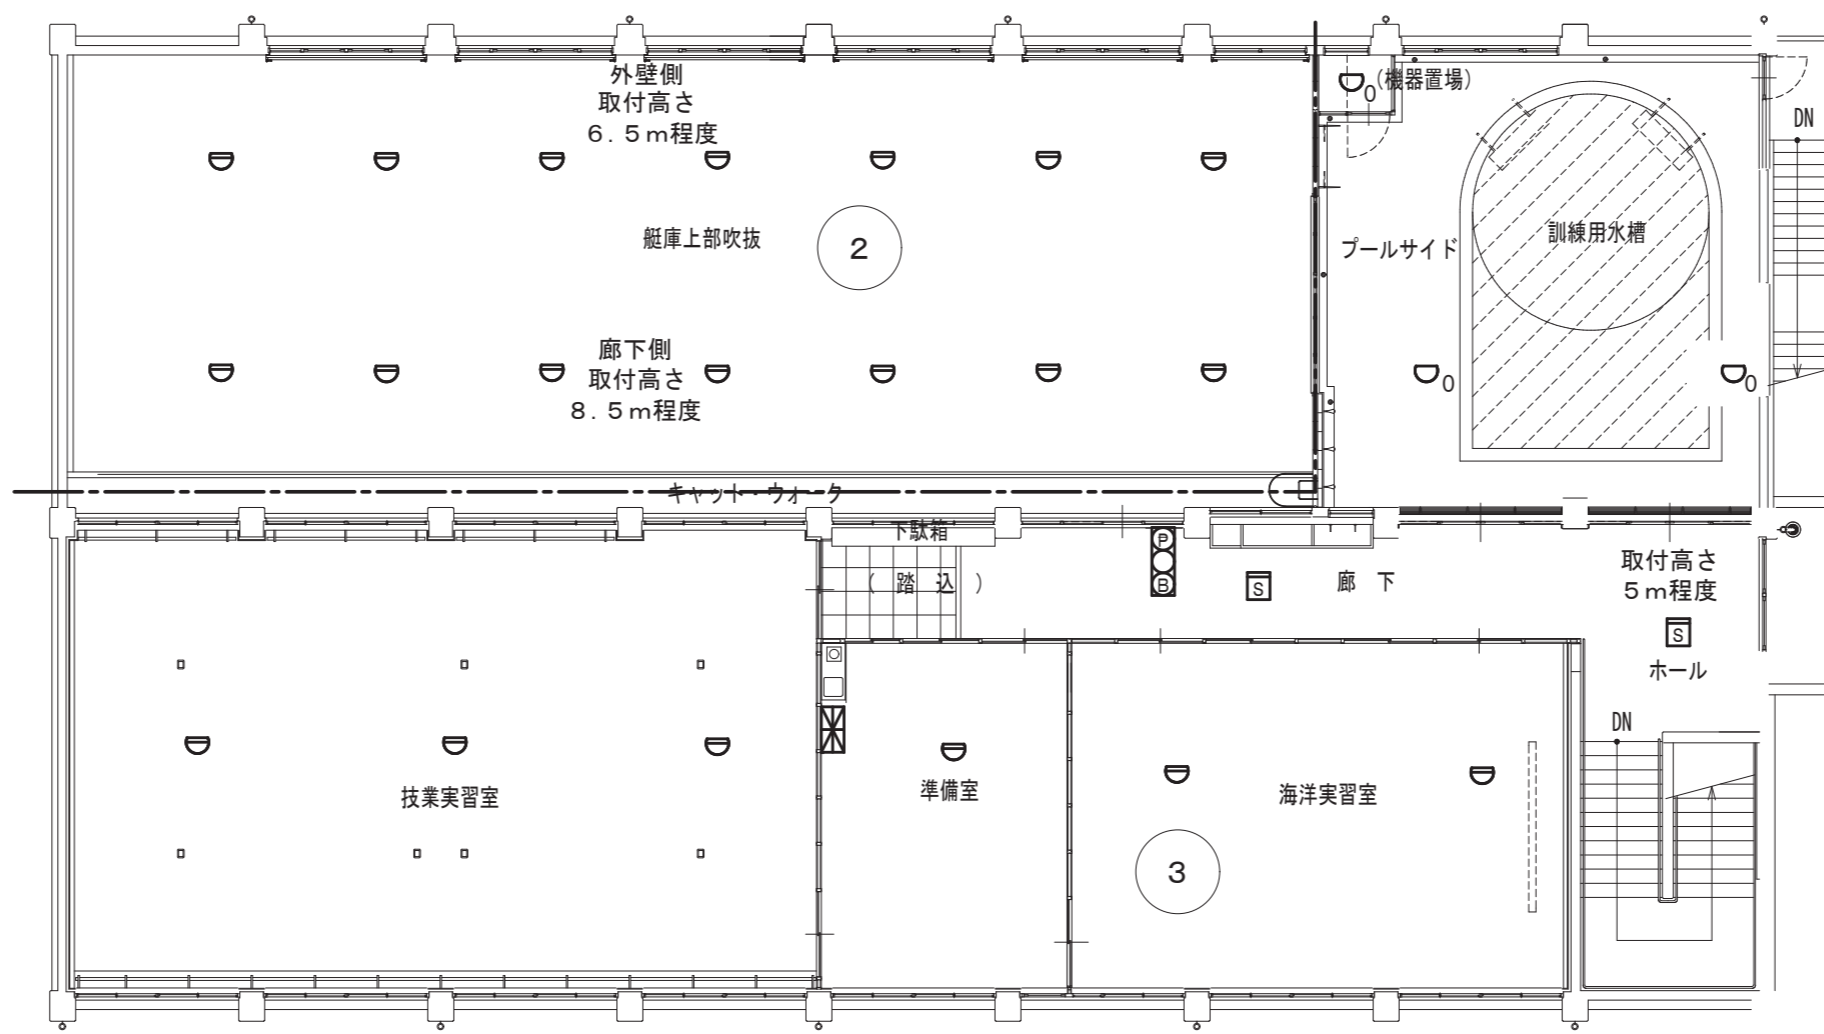 外壁側
取付高さ
6.5m程度
0
(機器置場)
DN
艇庫上部吹抜
2
プールサイド
訓練用水槽
廊下側
取付高さ
8.5m程度
0
0
キャット・ウォーク
下駄箱
(踏込)
P
B
S
廊下
取付高さ
5m程度
S
ホール
DN
技業実習室
準備室
海洋実習室
3